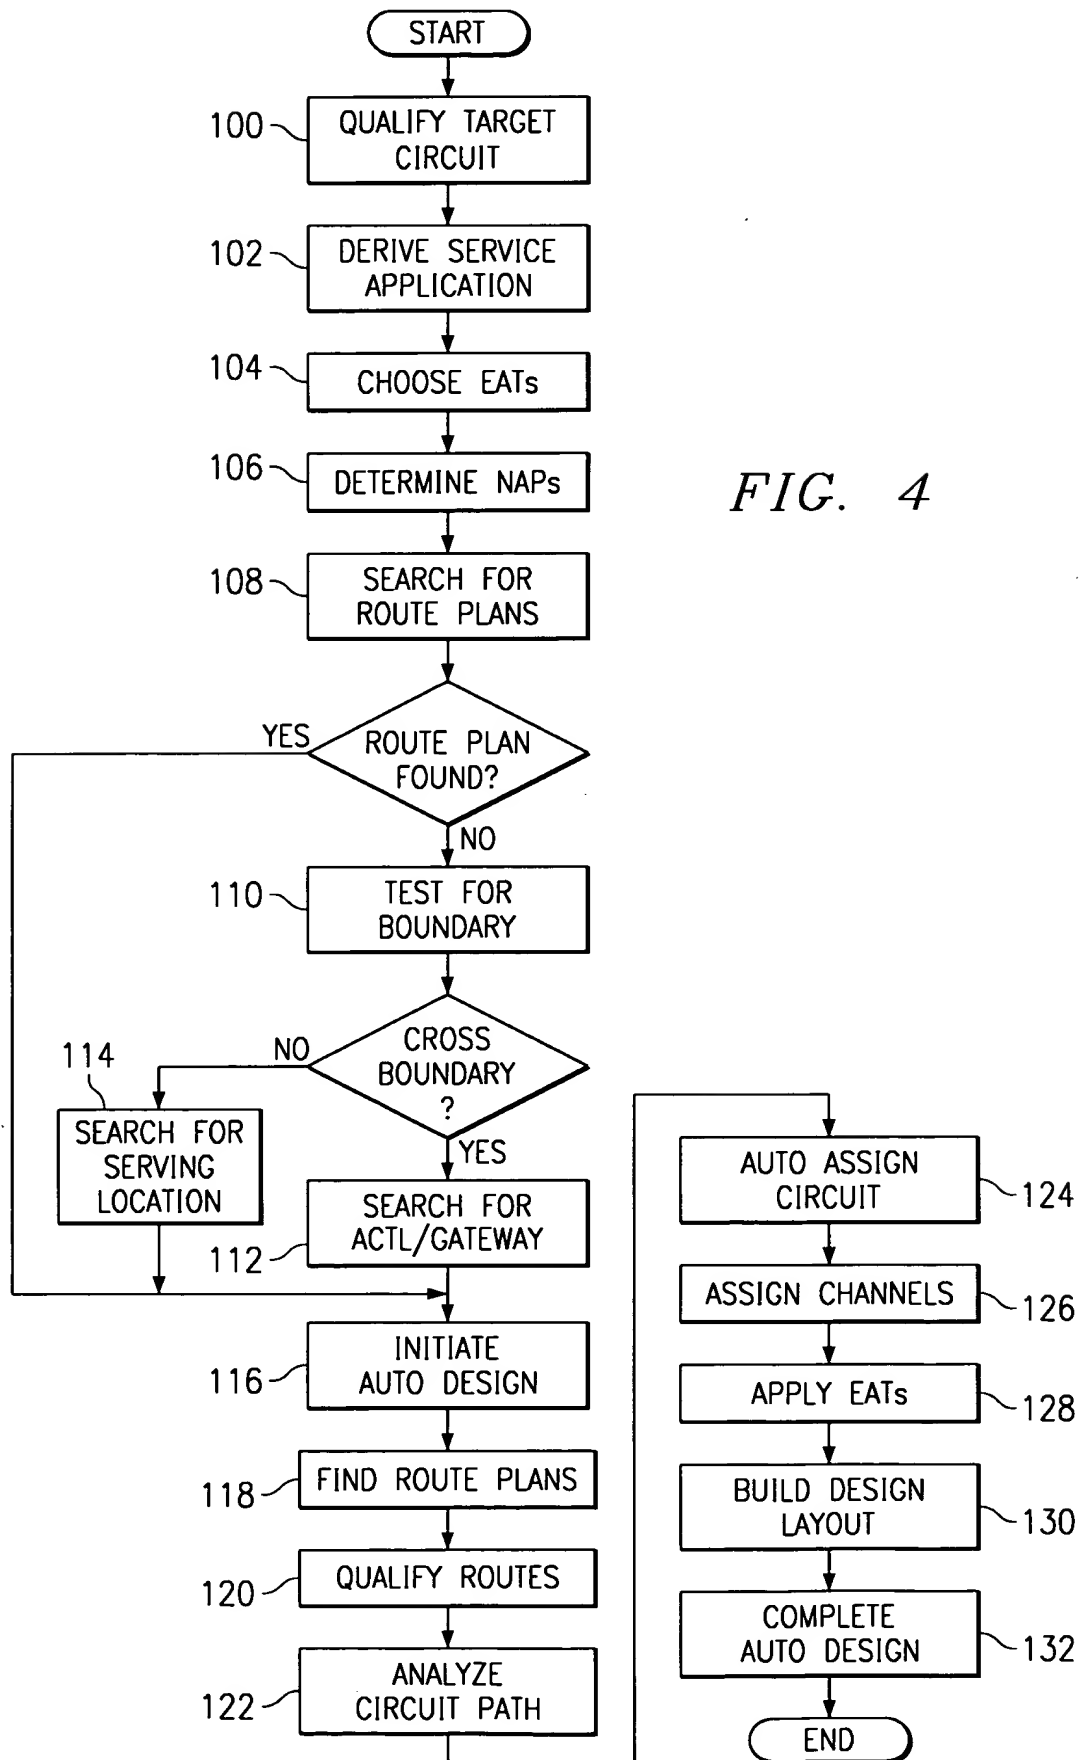 START
100
QUALIFY TARGET
CIRCUIT
102
DERIVE SERVICE
APPLICATION
104
CHOOSE EATs
106
DETERMINE NAPs
FIG. 4
108
SEARCH FOR
ROUTE PLANS
YES
ROUTE PLAN
FOUND?
NO
110
TEST FOR
BOUNDARY
114
NO
CROSS
BOUNDARY
?
SEARCH FOR
SERVING
LOCATION
YES
112
SEARCH FOR
ACTL/GATEWAY
116
INITIATE
AUTO DESIGN
118
FIND ROUTE PLANS
120
QUALIFY ROUTES
122
ANALYZE
CIRCUIT PATH
AUTO ASSIGN
CIRCUIT
124
ASSIGN CHANNELS
126
APPLY EATs
128
BUILD DESIGN
LAYOUT
130
COMPLETE
AUTO DESIGN
132
END